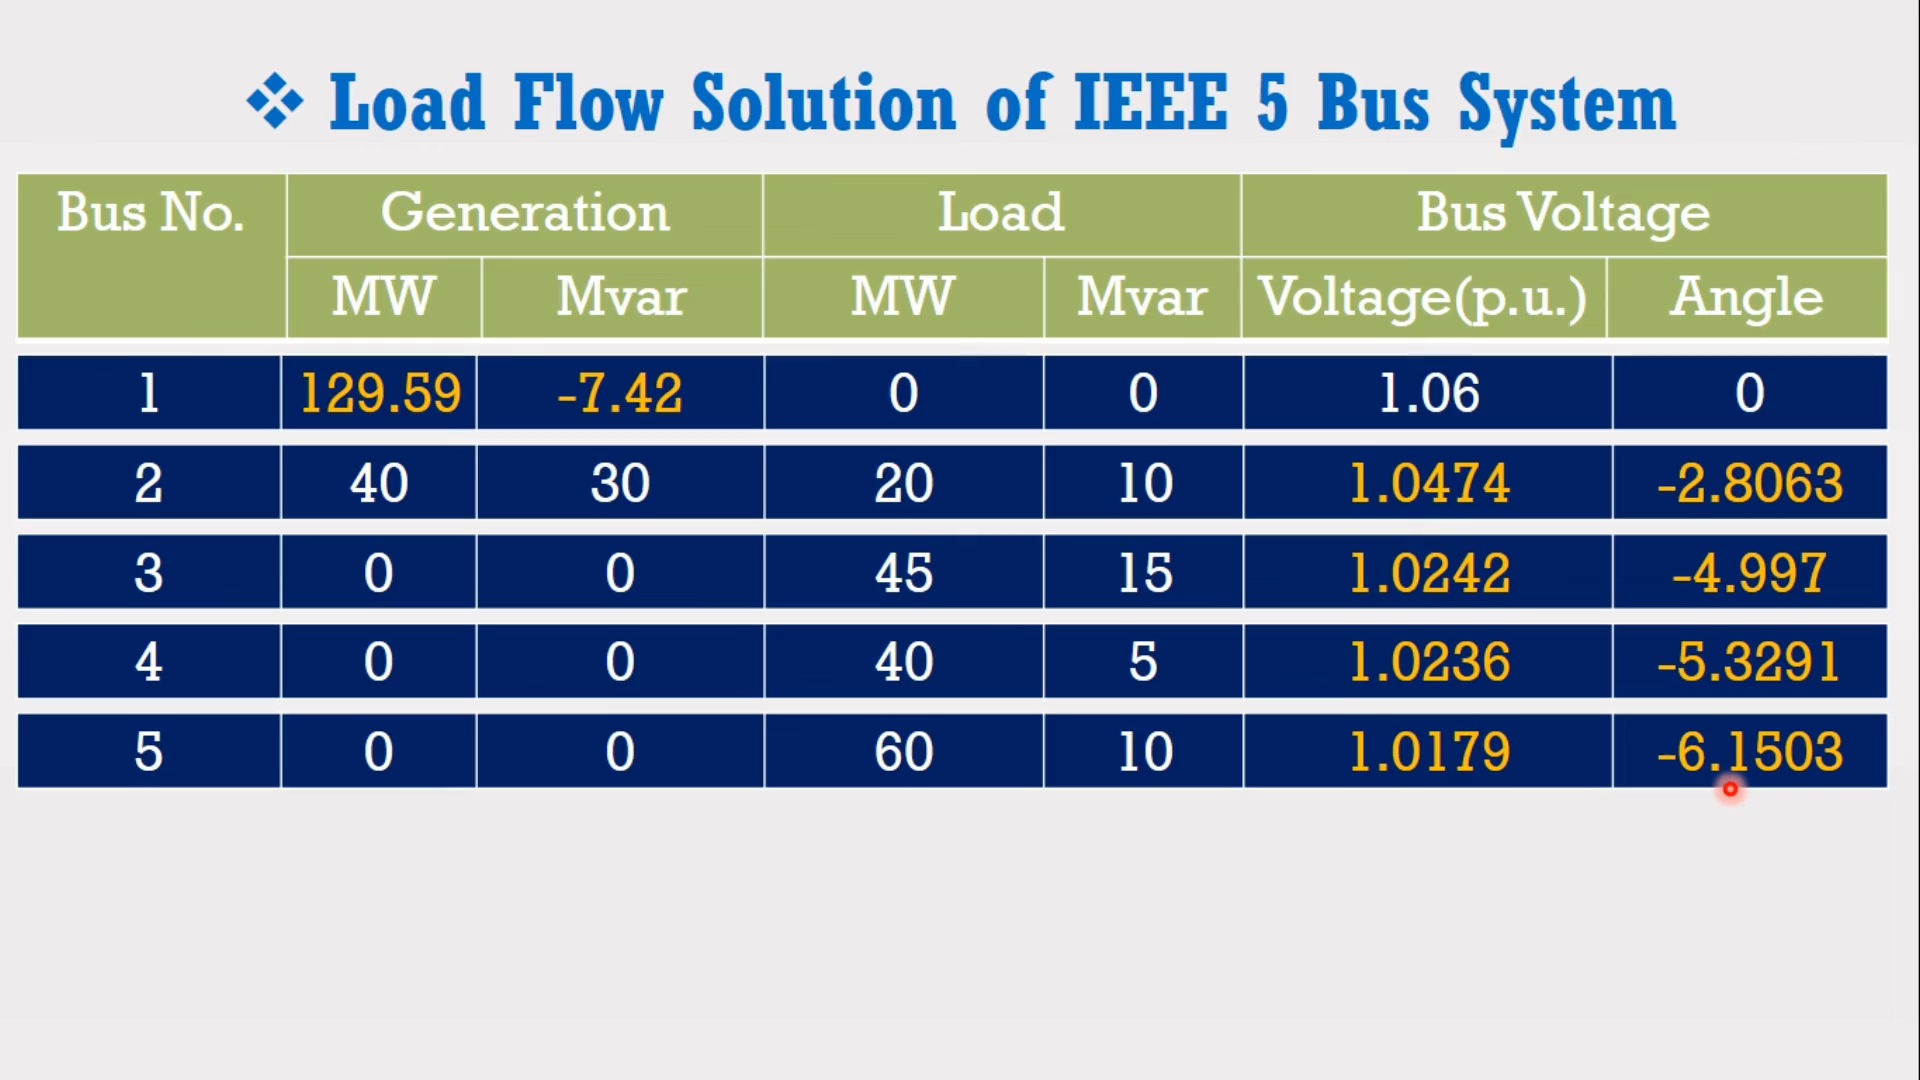 ❖ Load Flow Solution of IEEE 5 Bus System
Bus No. Generation Load Bus Voltage
MW Mvar MW Mvar Voltage(p.u.) Angle
1 129.59 -7.42 0 0 1.06 0
2 40 30 20 10 1.0474 -2.8063
3 0 0 45 15 1.0242 -4.997
4 0 0 40 5 1.0236 -5.3291
5 0 0 60 10 1.0179 -6.1503